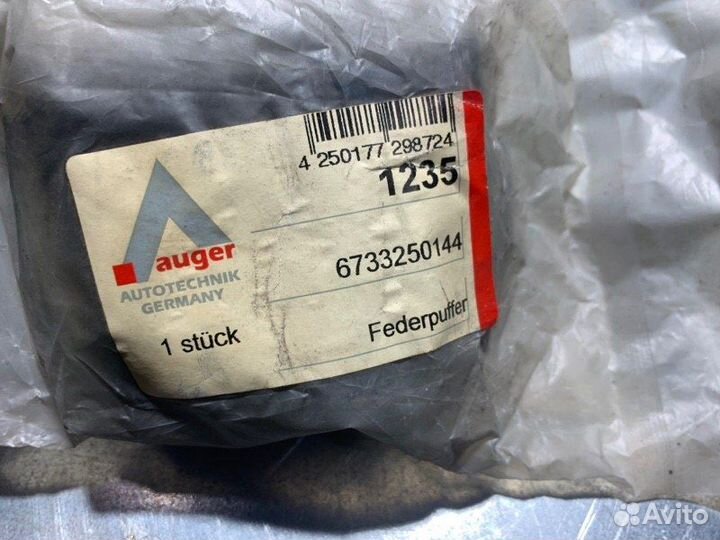 4 250177 298724
1235
auger
AUTOTECHNIK
GERMANY
6733250144
1 stück
Federpuffer
Avito